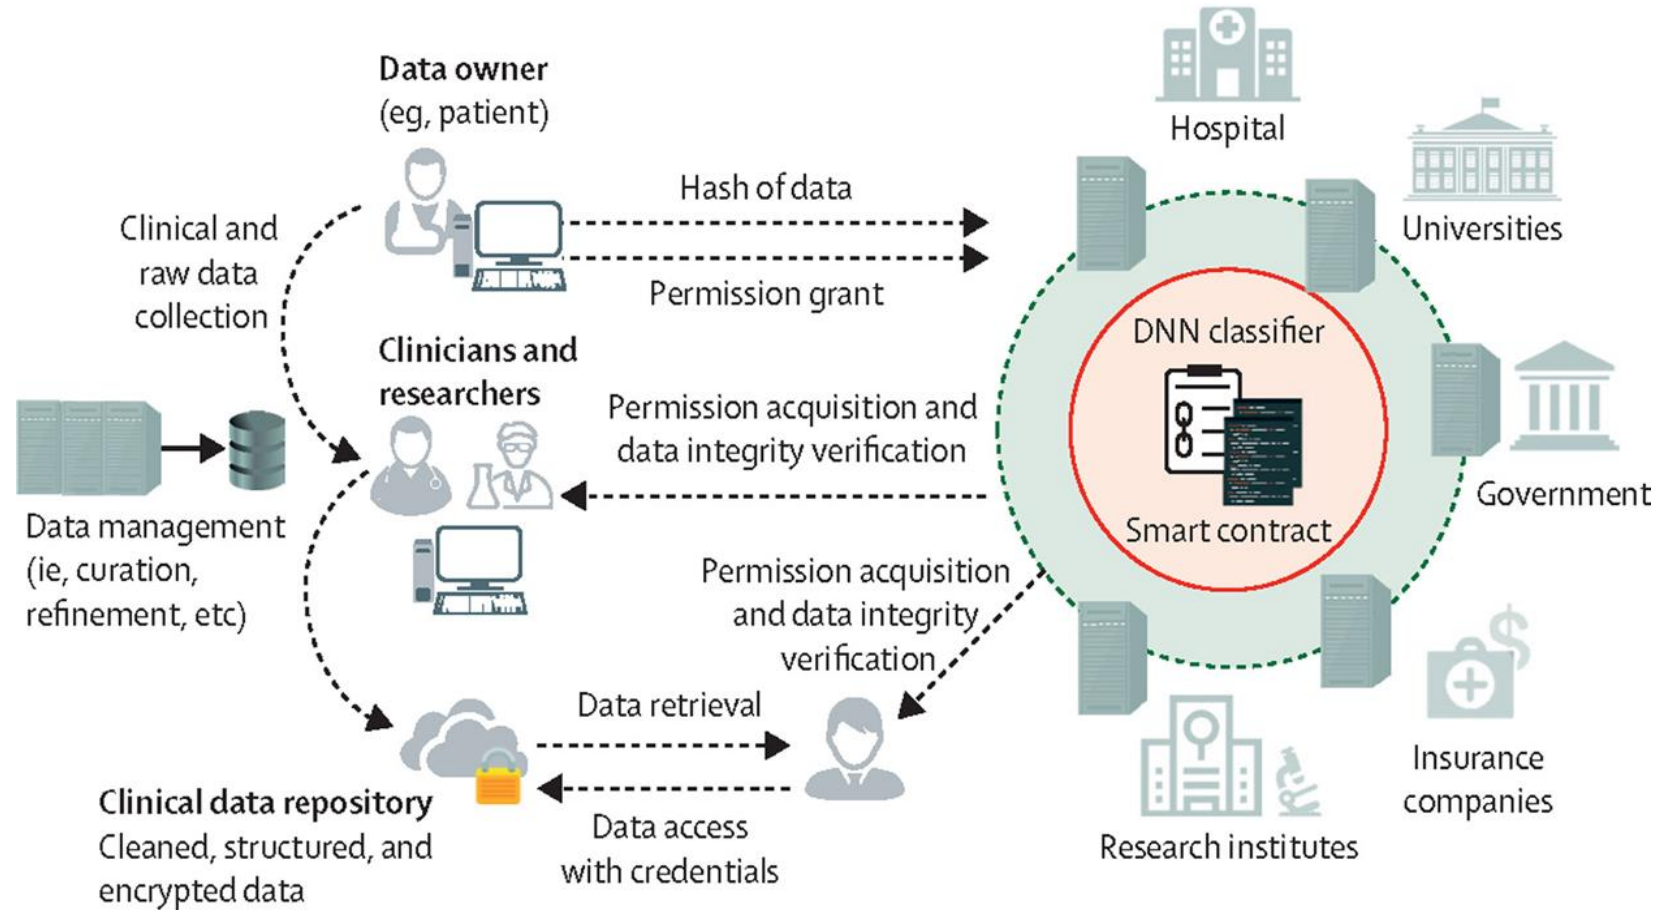 Data owner
(eg, patient)
Hash of data
Permission grant
Clinical and
raw data
collection
Clinicians and
researchers
Permission acquisition and
data integrity verification
Data management
(ie, curation,
refinement, etc)
Permission acquisition
and data integrity
verification
Data retrieval
Data access
with credentials
Clinical data repository
Cleaned, structured, and
encrypted data
Hospital
Universities
DNN classifier
Smart contract
Government
Insurance
companies
Research institutes